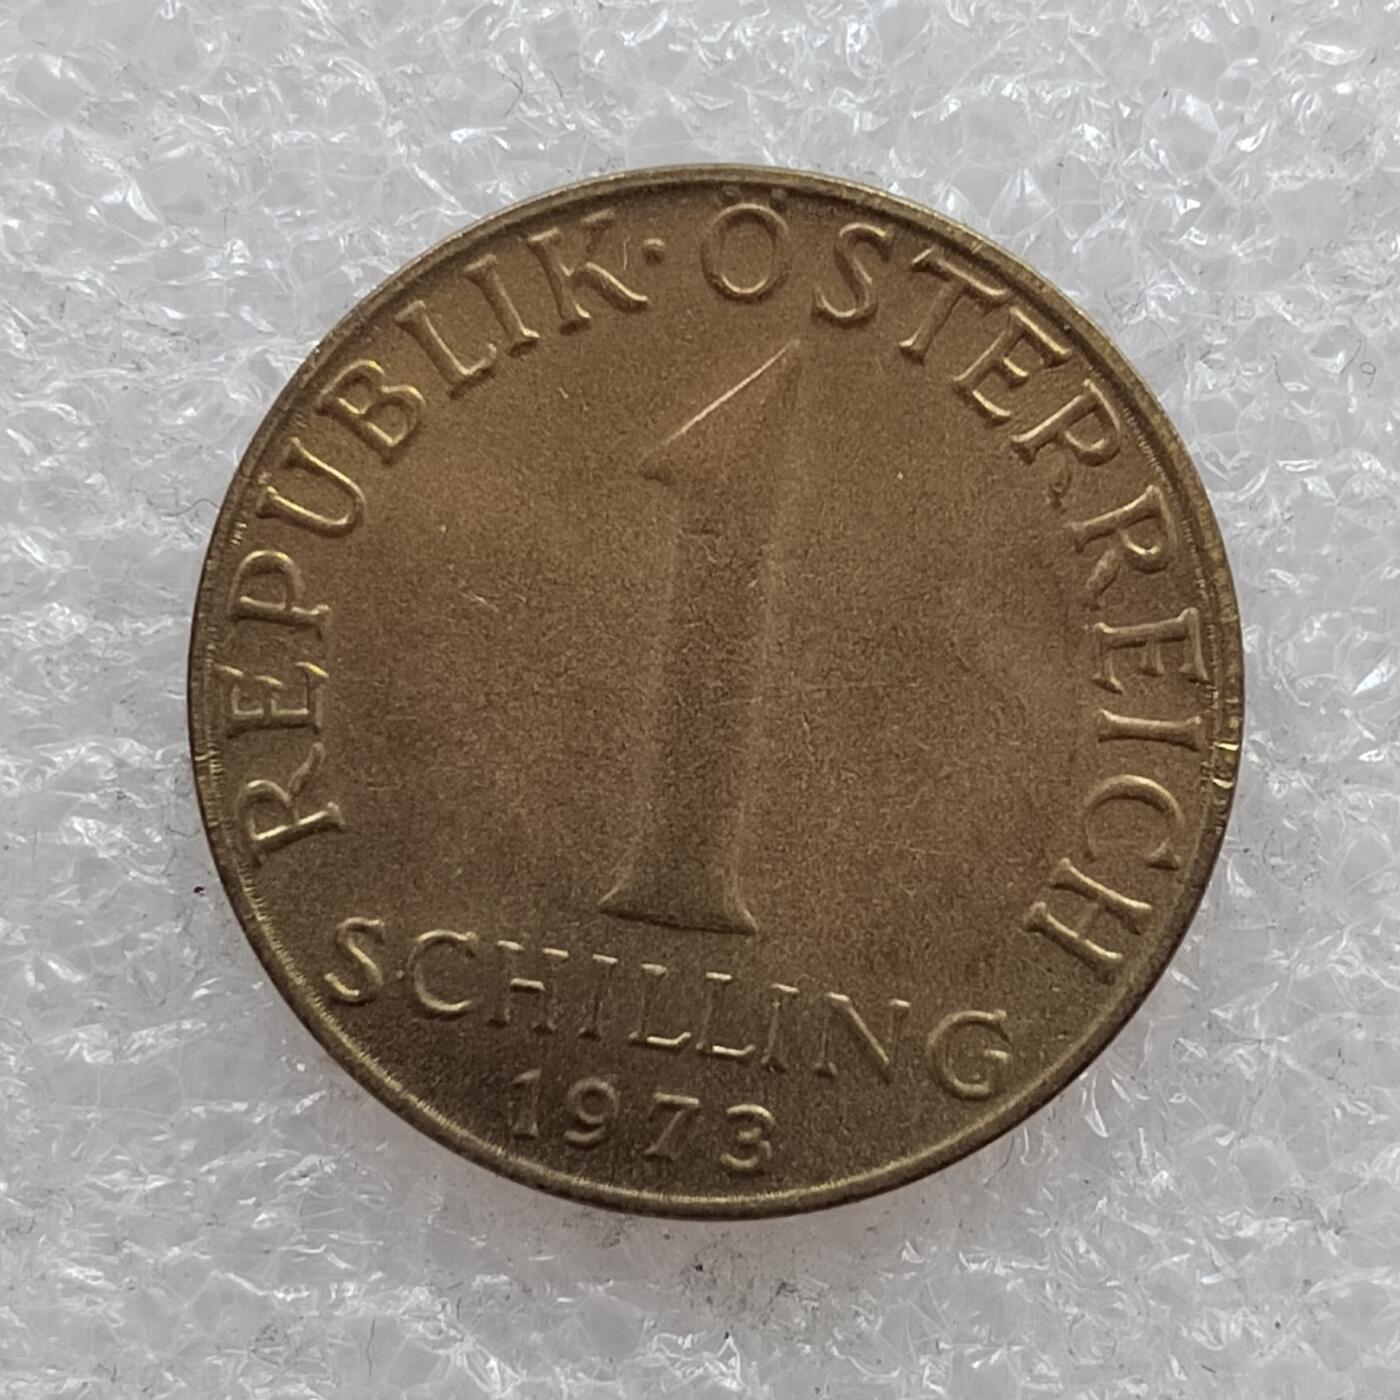 REPUBLIK · ÖSTERREICH
1
SCHILLING
1973